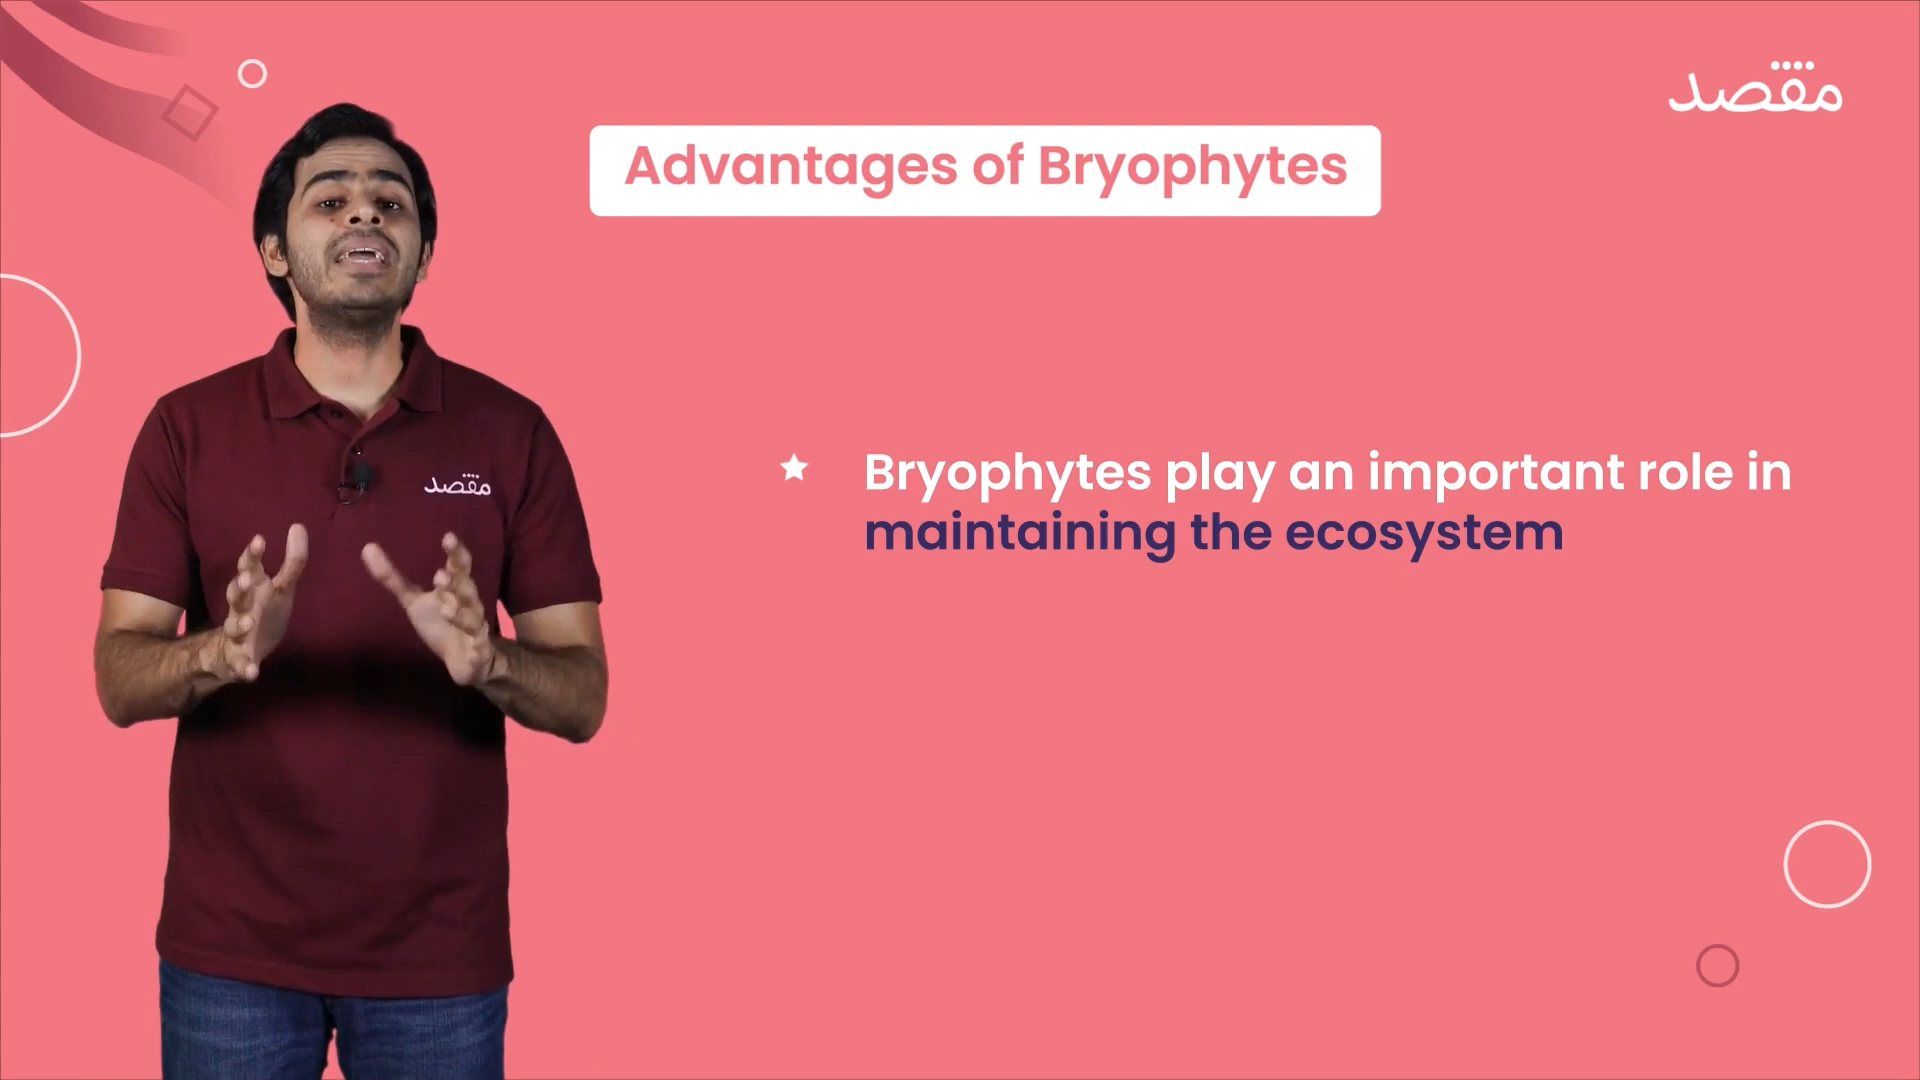 مقصد
Advantages of Bryophytes
مقصد
Bryophytes play an important role in
maintaining the ecosystem